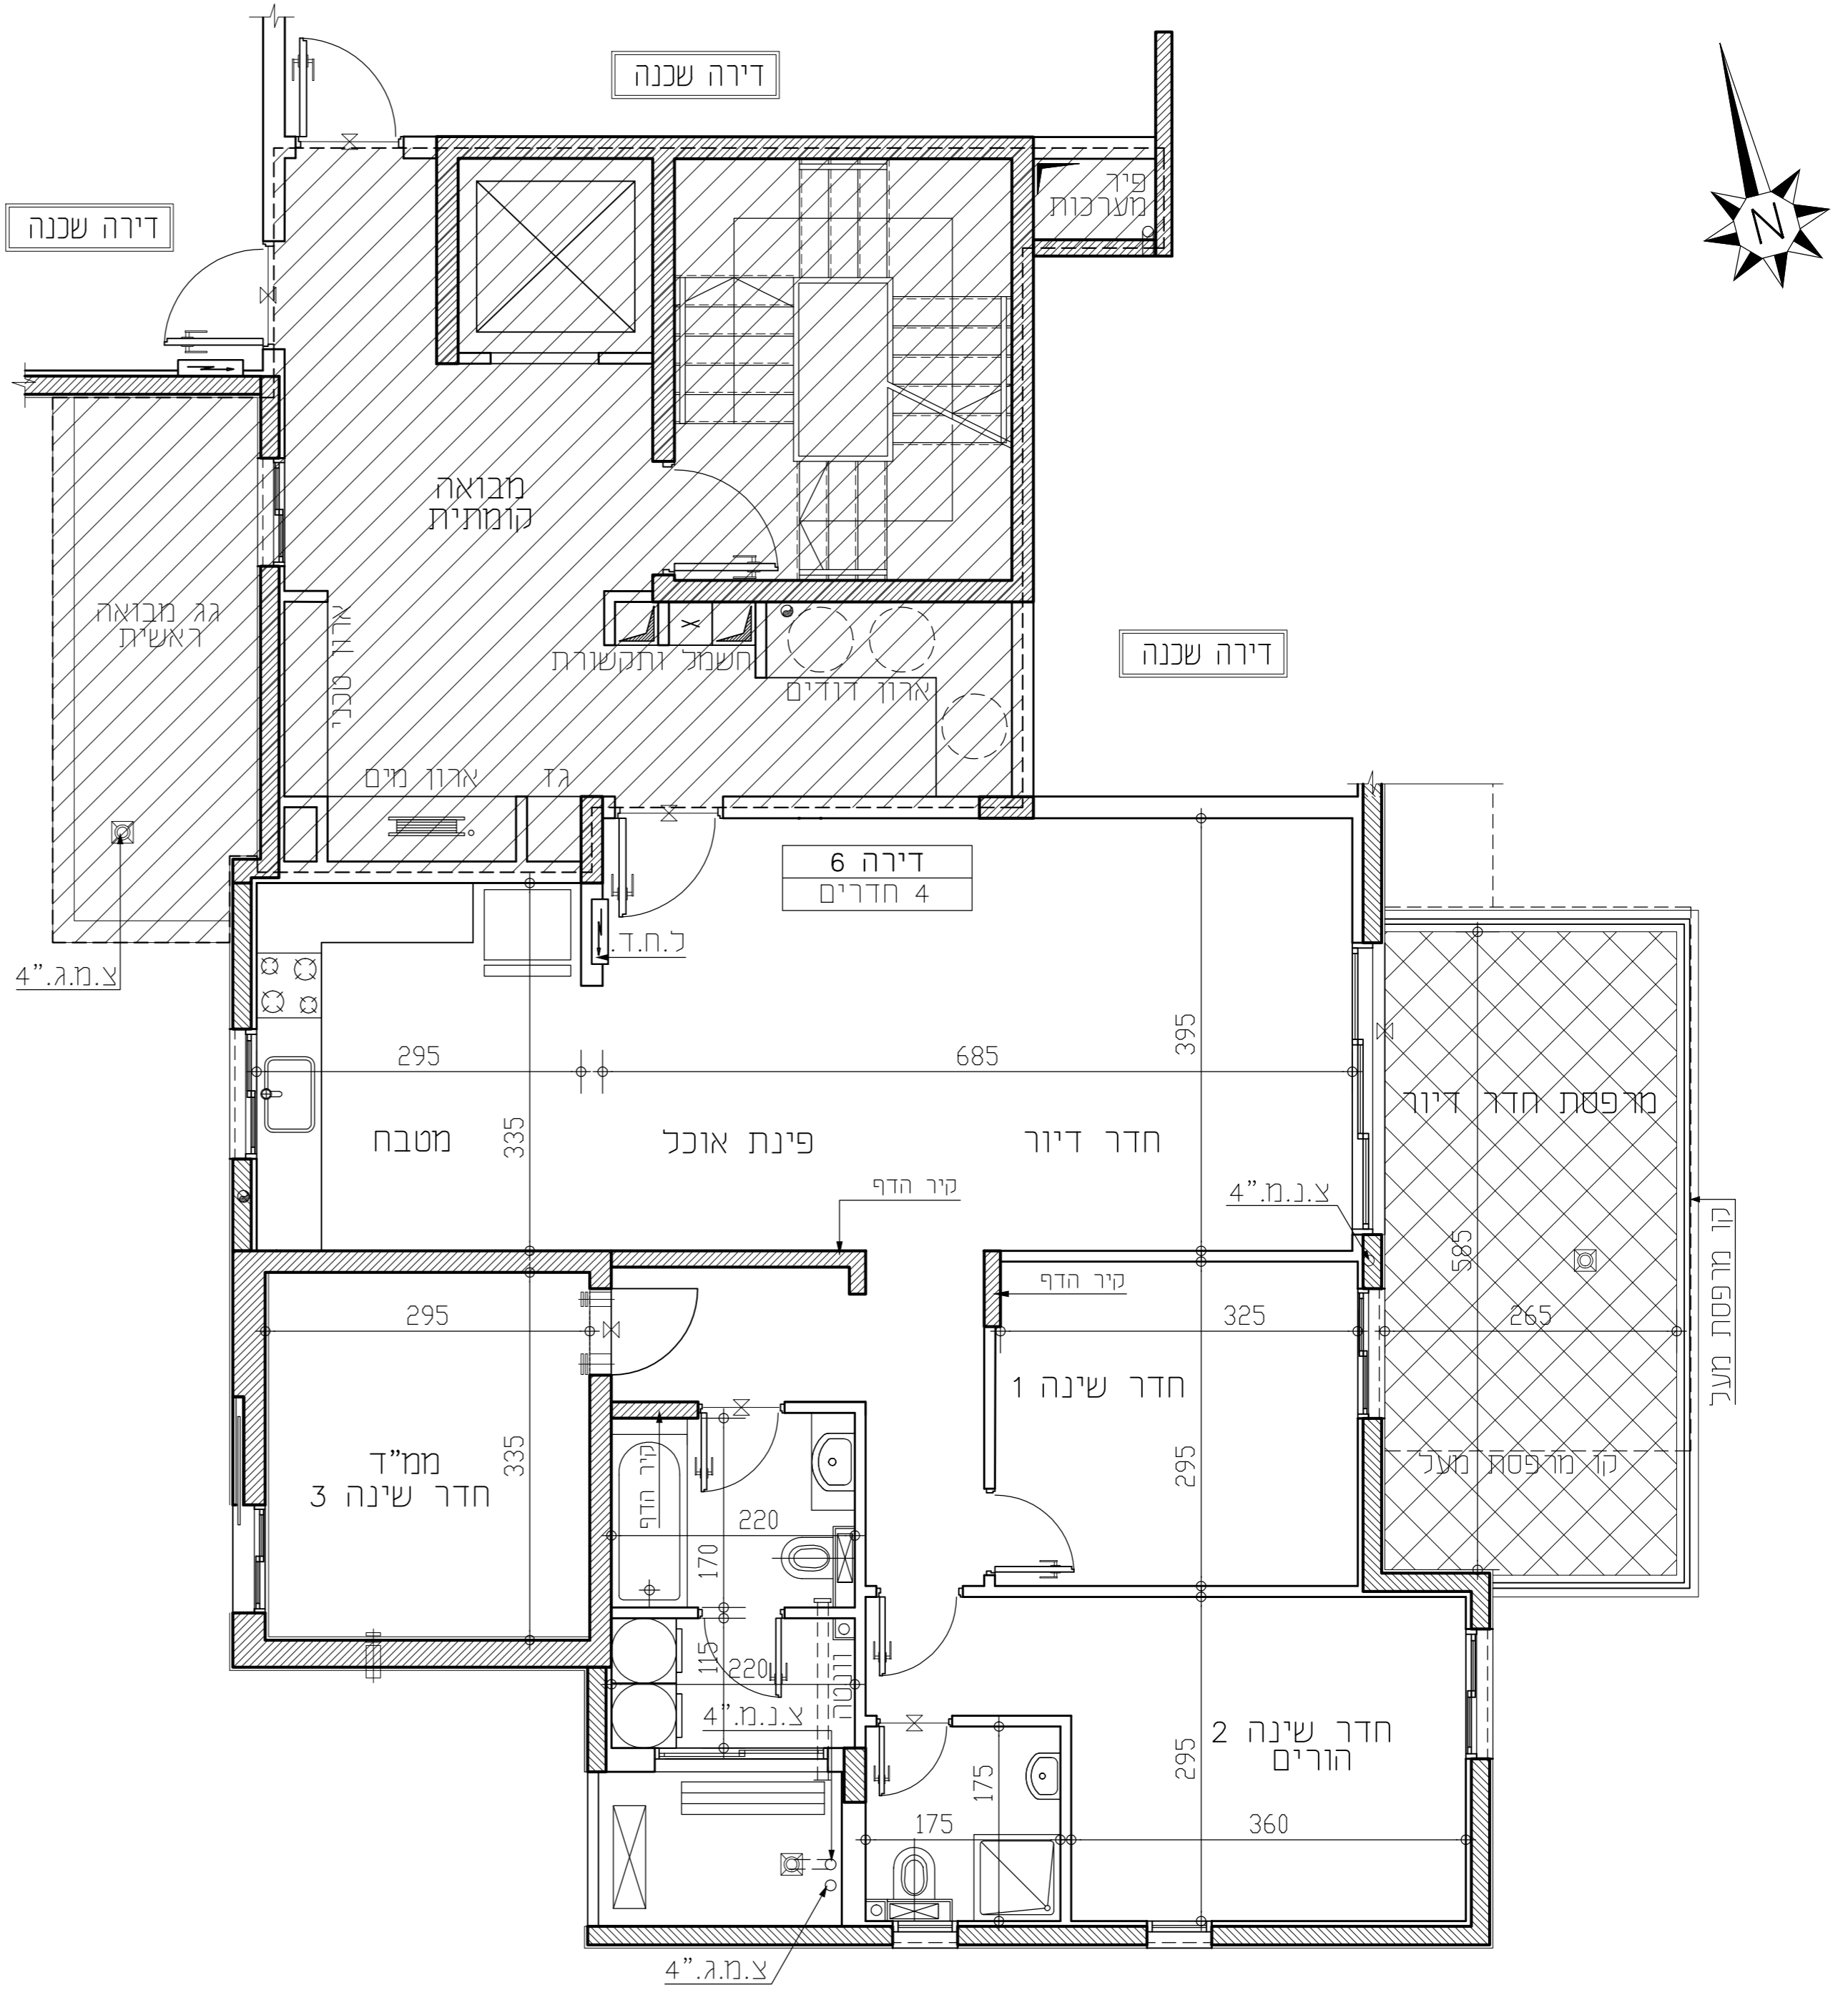 דירה שכנה
דירה שכנה
פיר
מערכות
N
מבואה
קומתית
גג מבואה
ראשית
ארון טכני
חשמל ותקשורת
ארון דודים
דירה שכנה
ארון מים
גז
דירה 6
4 חדרים
ל.ח.ד.
צ.מ.ג.”4
295
685
395
335
מרפסת חדר דיור
מטבח
פינת אוכל
חדר דיור
קיר הדף
צ.נ.מ.”4
קו מרפסת מעל
585
קיר הדף
295
325
265
חדר שינה 1
קו מרפסת מעל
ממ”ד
חדר שינה 3
335
קיר הדף
295
220
170
115
220
וונטה
צ.נ.מ.”4
חדר שינה 2
הורים
295
175
175
360
צ.מ.ג.”4